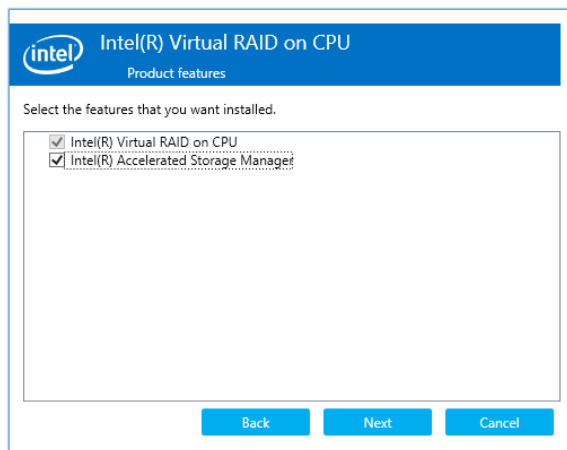 intel
Intel(R) Virtual RAID on CPU
Product features
Select the features that you want installed.
Intel(R) Virtual RAID on CPU
Intel(R) Accelerated Storage Manager
Back Next Cancel